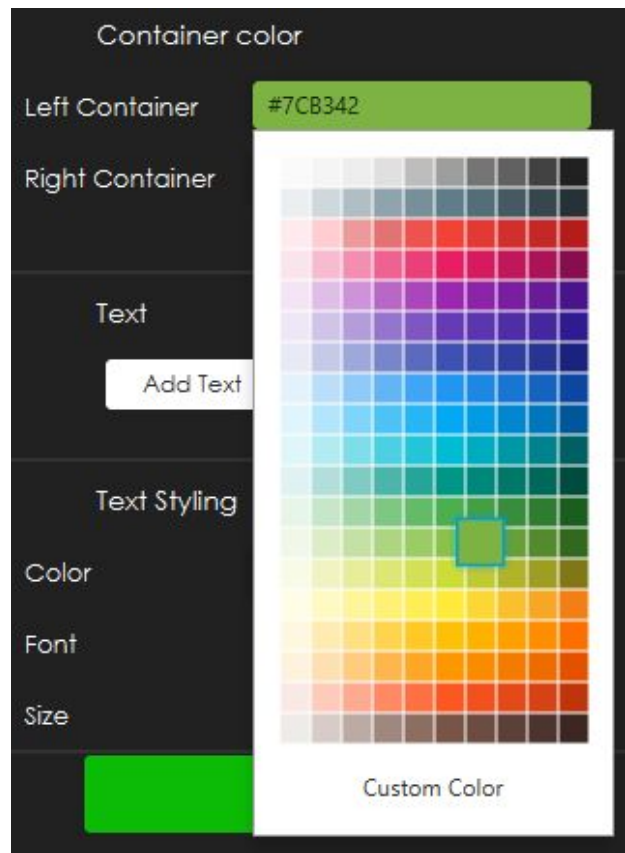 Container color
Left Container
#7CB342
Right Container
Text
Add Text
Text Styling
Color
Font
Size
Custom Color